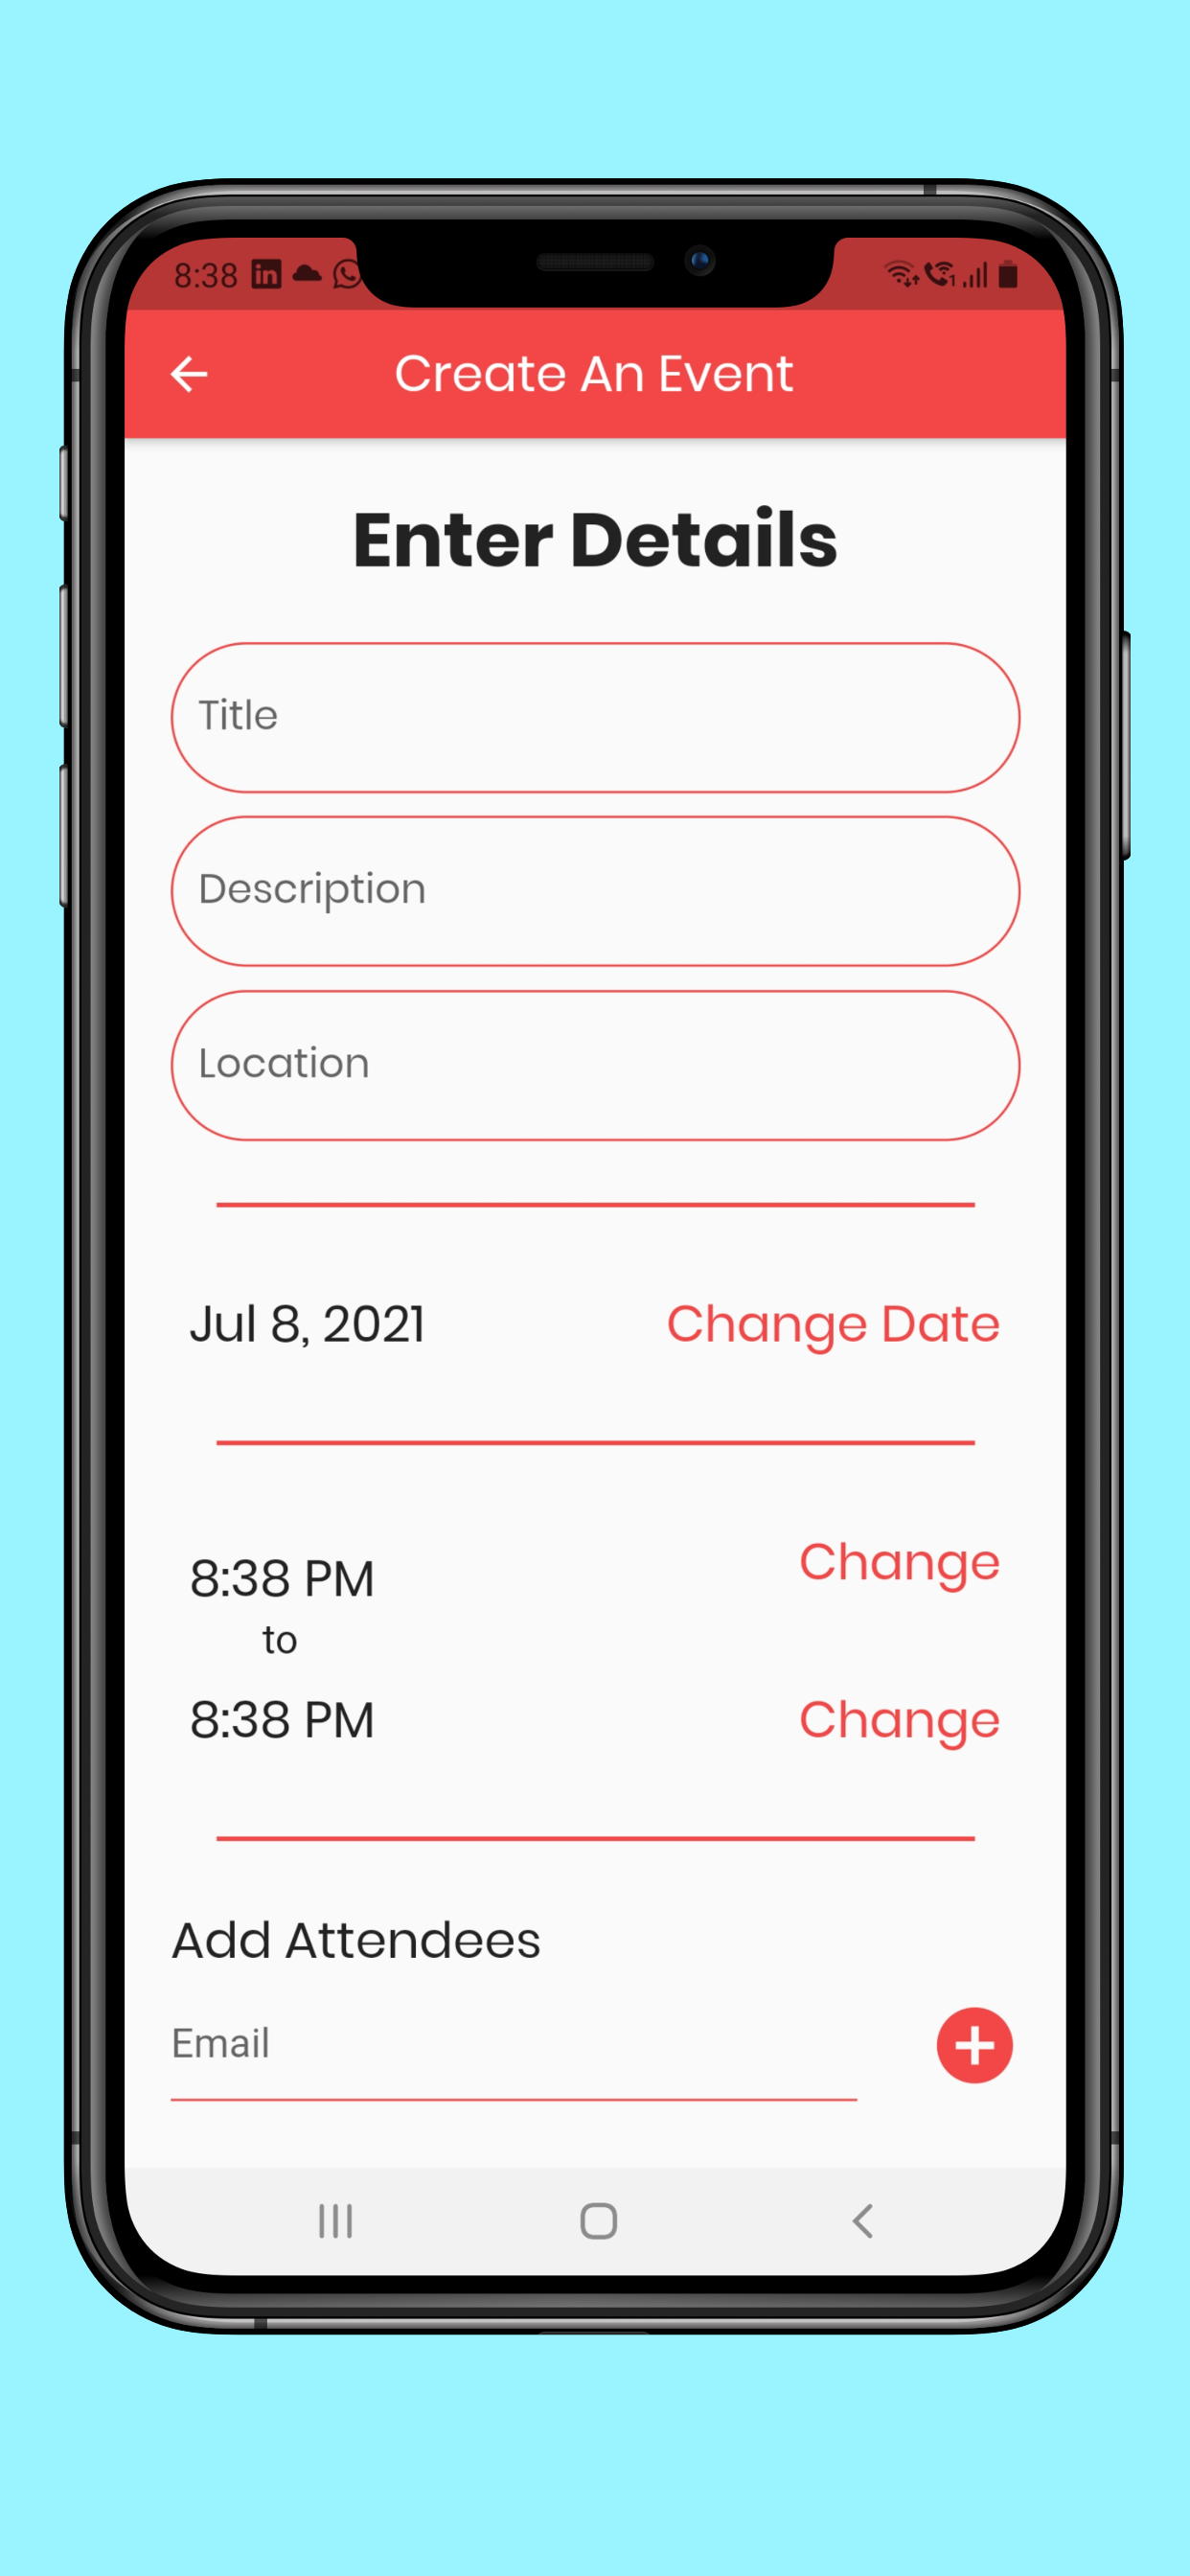 8:38
Create An Event
Enter Details
Title
Description
Location
Jul 8, 2021 Change Date
8:38 PM Change
to
8:38 PM Change
Add Attendees
Email